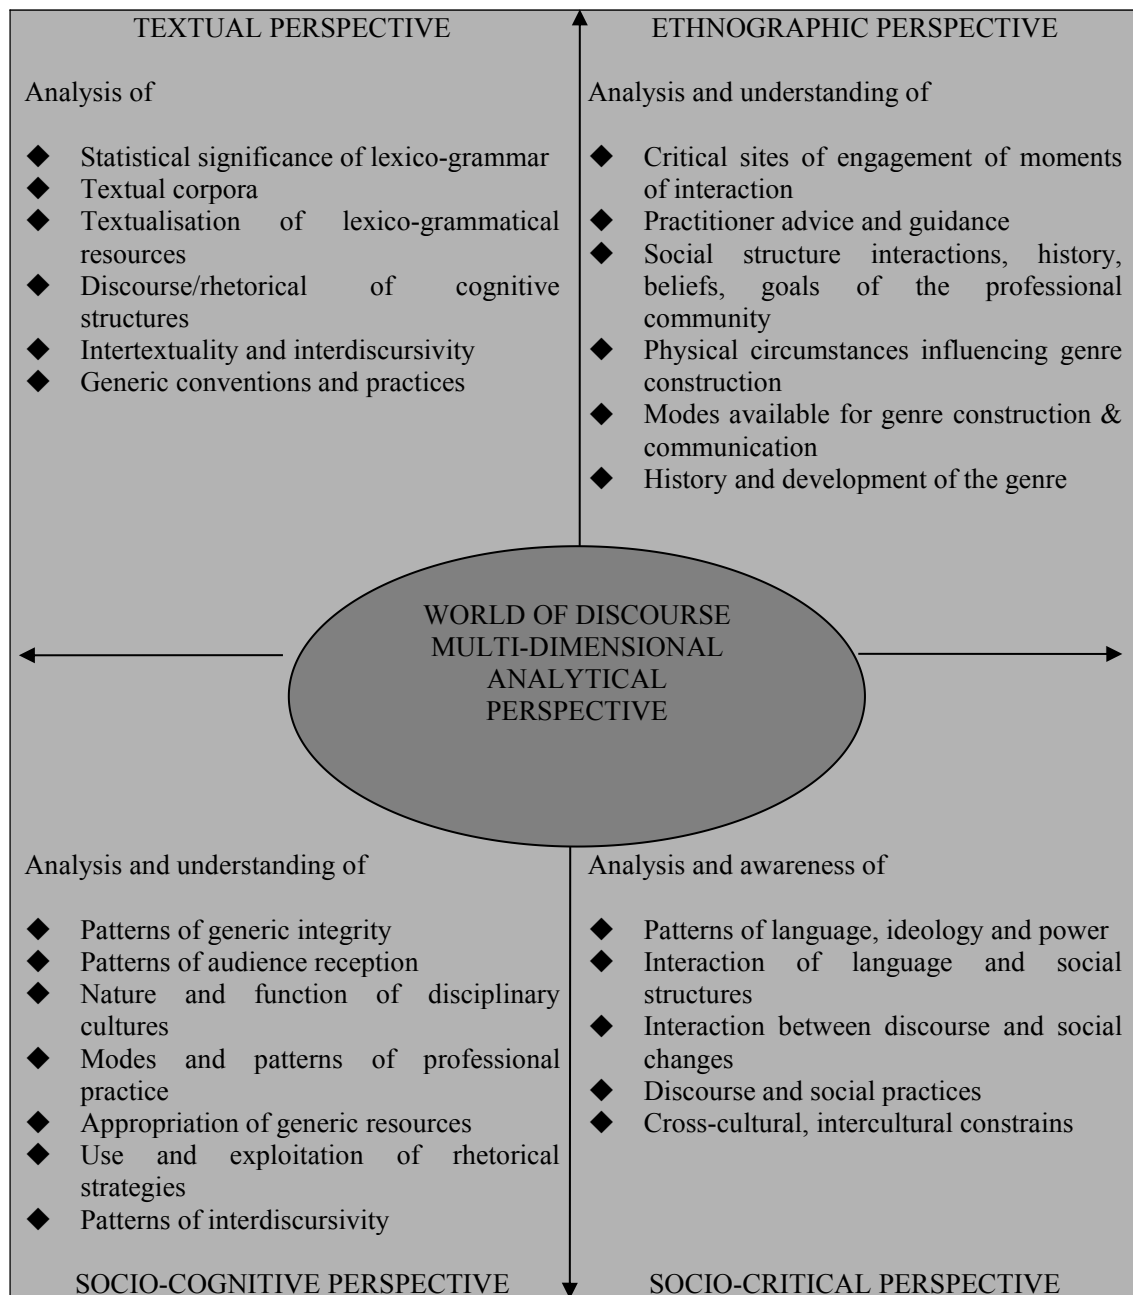 TEXTUAL PERSPECTIVE
Analysis of
◆ Statistical significance of lexico-grammar
◆ Textual corpora
◆ Textualisation of lexico-grammatical
resources
◆ Discourse/rhetorical of cognitive
structures
◆ Intertextuality and interdiscursivity
◆ Generic conventions and practices
ETHNOGRAPHIC PERSPECTIVE
Analysis and understanding of
◆ Critical sites of engagement of moments
of interaction
◆ Practitioner advice and guidance
◆ Social structure interactions, history,
beliefs, goals of the professional
community
◆ Physical circumstances influencing genre
construction
◆ Modes available for genre construction &
communication
◆ History and development of the genre
WORLD OF DISCOURSE
MULTI-DIMENSIONAL
ANALYTICAL
PERSPECTIVE
Analysis and understanding of
◆ Patterns of generic integrity
◆ Patterns of audience reception
◆ Nature and function of disciplinary
cultures
◆ Modes and patterns of professional
practice
◆ Appropriation of generic resources
◆ Use and exploitation of rhetorical
strategies
◆ Patterns of interdiscursivity
SOCIO-COGNITIVE PERSPECTIVE
Analysis and awareness of
◆ Patterns of language, ideology and power
◆ Interaction of language and social
structures
◆ Interaction between discourse and social
changes
◆ Discourse and social practices
◆ Cross-cultural, intercultural constrains
SOCIO-CRITICAL PERSPECTIVE